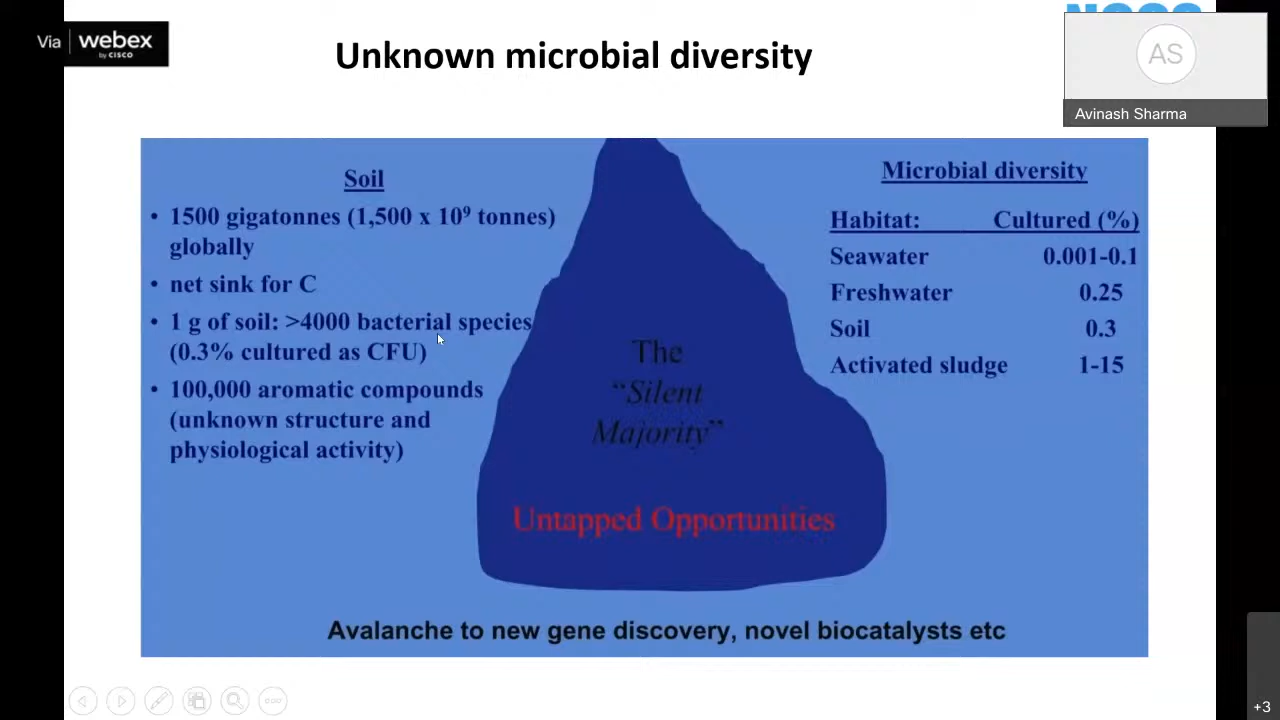 Via webex
by CISCO
Unknown microbial diversity
AS
Avinash Sharma
Soil
• 1500 gigatonnes (1,500 x 10⁹ tonnes)
globally
• net sink for C
• 1 g of soil: >4000 bacterial species
(0.3% cultured as CFU)
• 100,000 aromatic compounds
(unknown structure and
physiological activity)
The
“Silent
Majority”
Untapped Opportunities
Microbial diversity
Habitat: Cultured (%)
Seawater 0.001-0.1
Freshwater 0.25
Soil 0.3
Activated sludge 1-15
Avalanche to new gene discovery, novel biocatalysts etc
+3